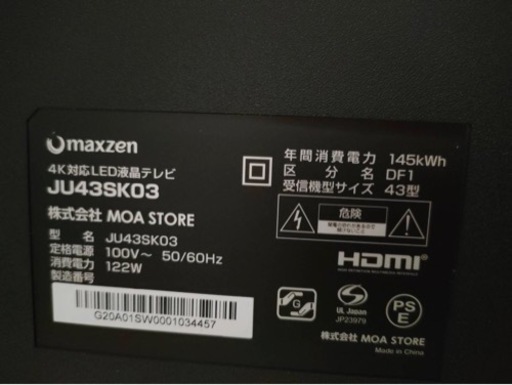 maxzen
4K対応LED液晶テレビ
JU43SK03
株式会社 MOA STORE
型 名 JU43SK03
定格電源 100V～ 50/60Hz
消費電力 122W
製造番号
G20A01SW0001034457
年間消費電力 145kWh
区分名 DF1
受信機型サイズ 43型
危険
HDMI
HIGH-DEFINITION MULTIMEDIA INTERFACE
G
UL Japan
JP23979
PS
E
株式会社 MOA STORE
Made in China